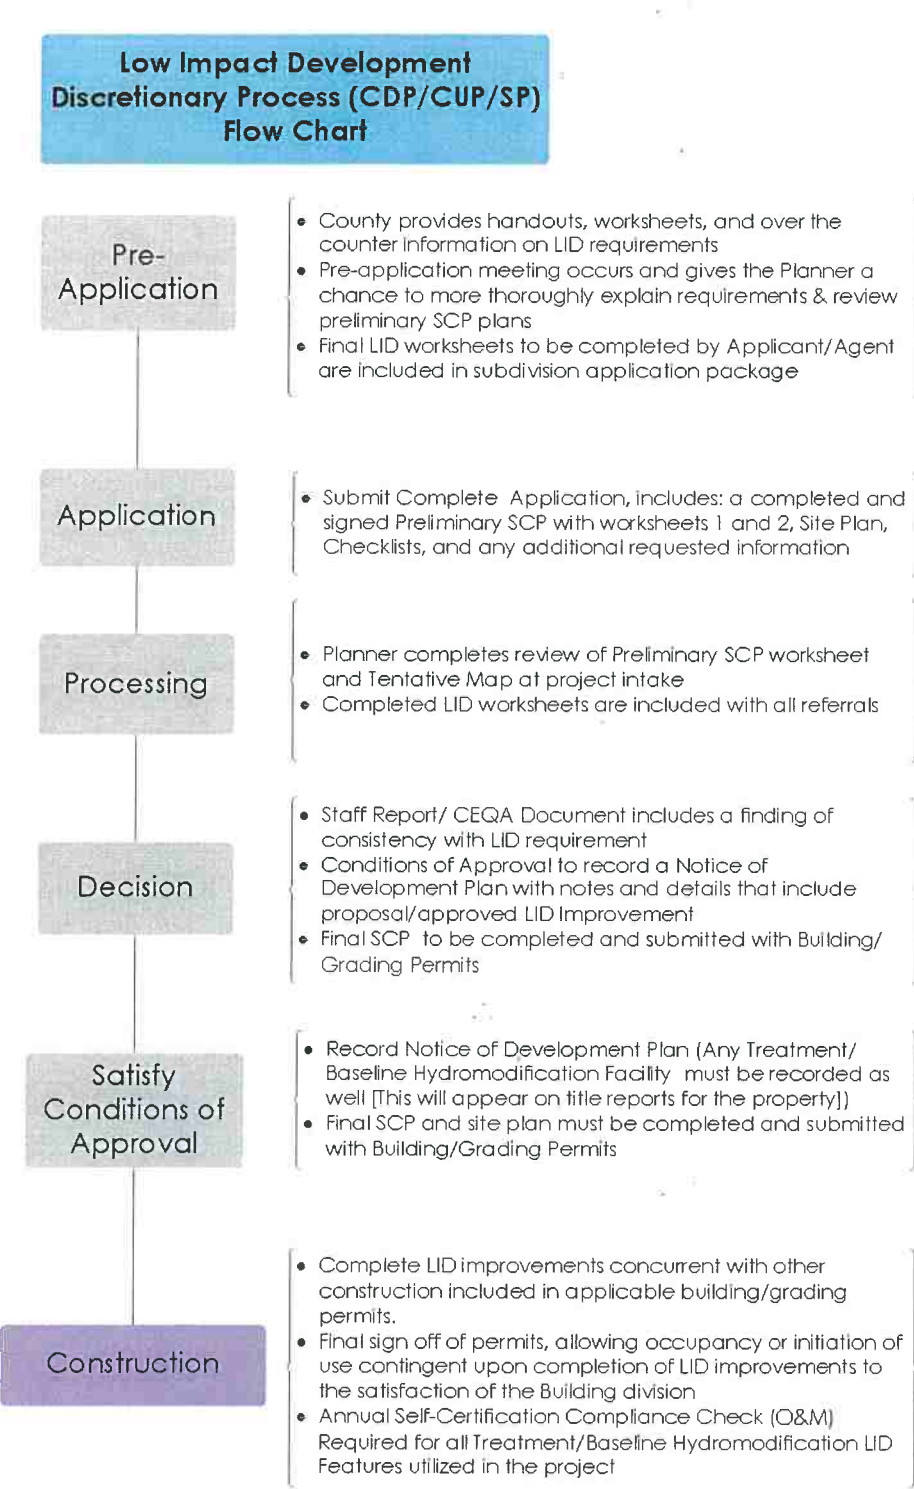 Low Impact Development
Discretionary Process (CDP/CUP/SP)
Flow Chart
Pre-
Application
• County provides handouts, worksheets, and over the
counter information on LID requirements
• Pre-application meeting occurs and gives the Planner a
chance to more thoroughly explain requirements & review
preliminary SCP plans
• Final LID worksheets to be completed by Applicant/Agent
are included in subdivision application package
Application
• Submit Complete Application, includes: a completed and
signed Preliminary SCP with worksheets 1 and 2, Site Plan,
Checklists, and any additional requested information
Processing
• Planner completes review of Preliminary SCP worksheet
and Tentative Map at project intake
• Completed LID worksheets are included with all referrals
Decision
• Staff Report/ CEQA Document includes a finding of
consistency with LID requirement
• Conditions of Approval to record a Notice of
Development Plan with notes and details that include
proposal/approved LID Improvement
• Final SCP to be completed and submitted with Building/
Grading Permits
Satisfy
Conditions of
Approval
• Record Notice of Development Plan (Any Treatment/
Baseline Hydromodification Facility must be recorded as
well [This will appear on title reports for the property])
• Final SCP and site plan must be completed and submitted
with Building/Grading Permits
Construction
• Complete LID improvements concurrent with other
construction included in applicable building/grading
permits.
• Final sign off of permits, allowing occupancy or initiation of
use contingent upon completion of LID improvements to
the satisfaction of the Building division
• Annual Self-Certification Compliance Check (O&M)
Required for all Treatment/Baseline Hydromodification LID
Features utilized in the project